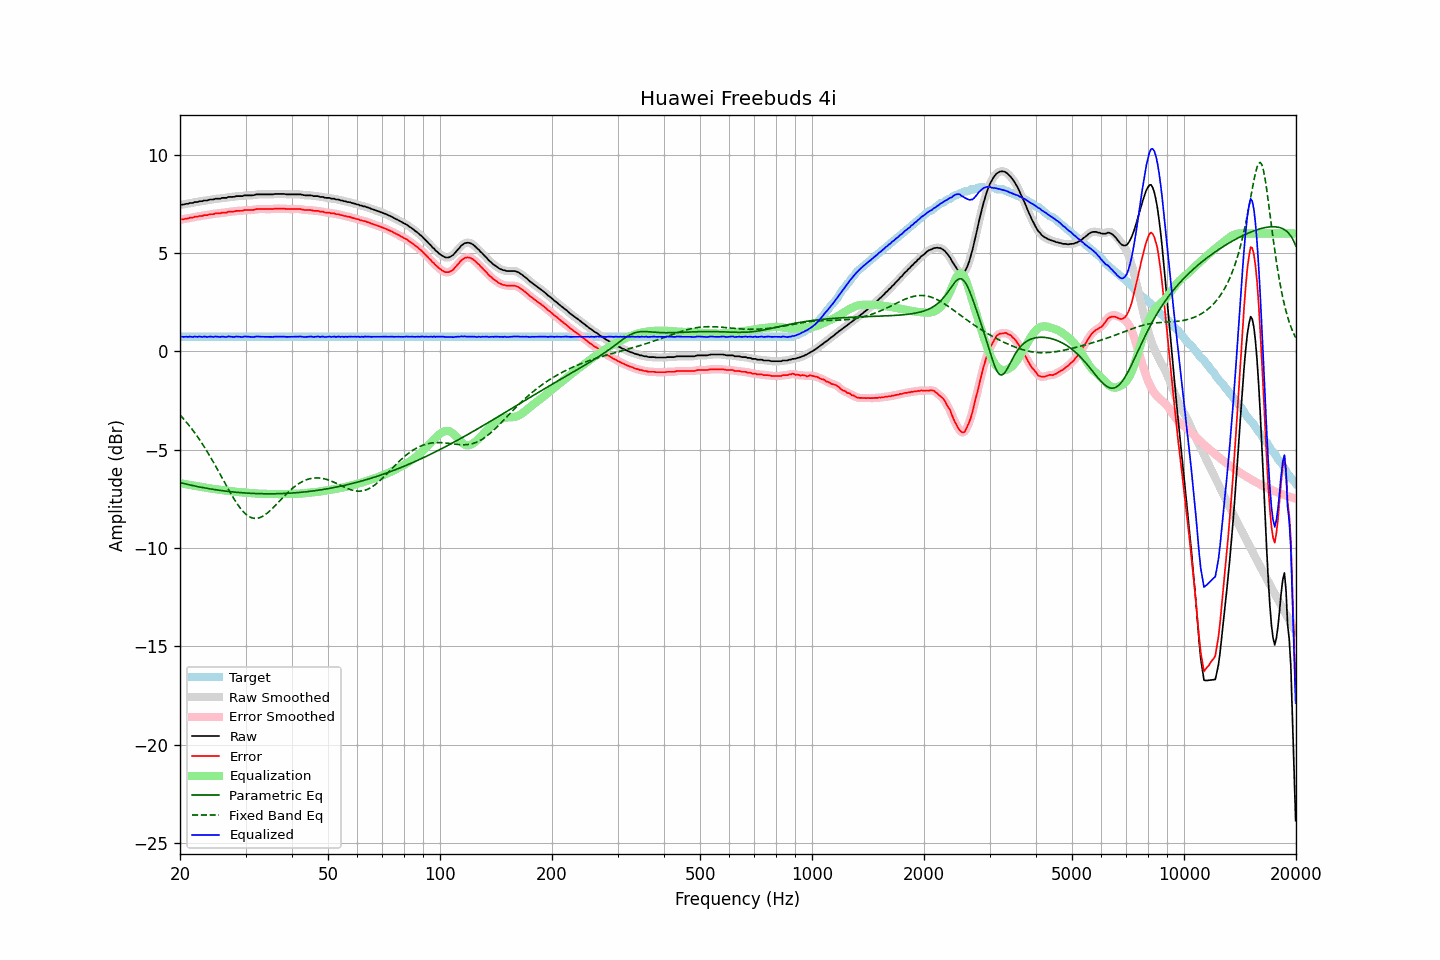 Huawei Freebuds 4i
Amplitude (dBr)
10
5
0
−5
−10
−15
−20
−25
Target
Raw Smoothed
Error Smoothed
Raw
Error
Equalization
Parametric Eq
Fixed Band Eq
Equalized
20 50 100 200 500 1000 2000 5000 10000 20000
Frequency (Hz)